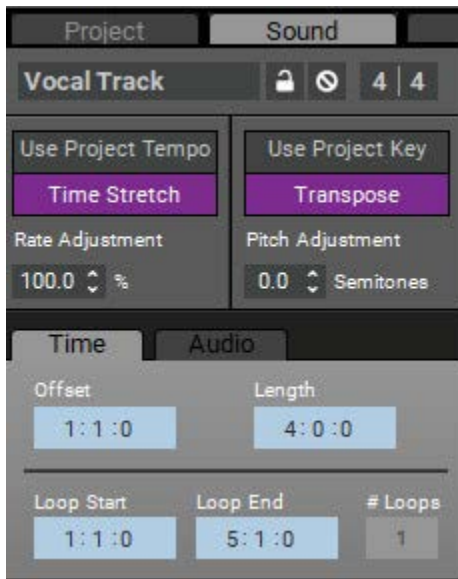 Project Sound
Vocal Track 4 | 4
Use Project Tempo Use Project Key
Time Stretch Transpose
Rate Adjustment Pitch Adjustment
100.0 % 0.0 Semitones
Time Audio
Offset Length
1:1:0 4:0:0
Loop Start Loop End # Loops
1:1:0 5:1:0 1